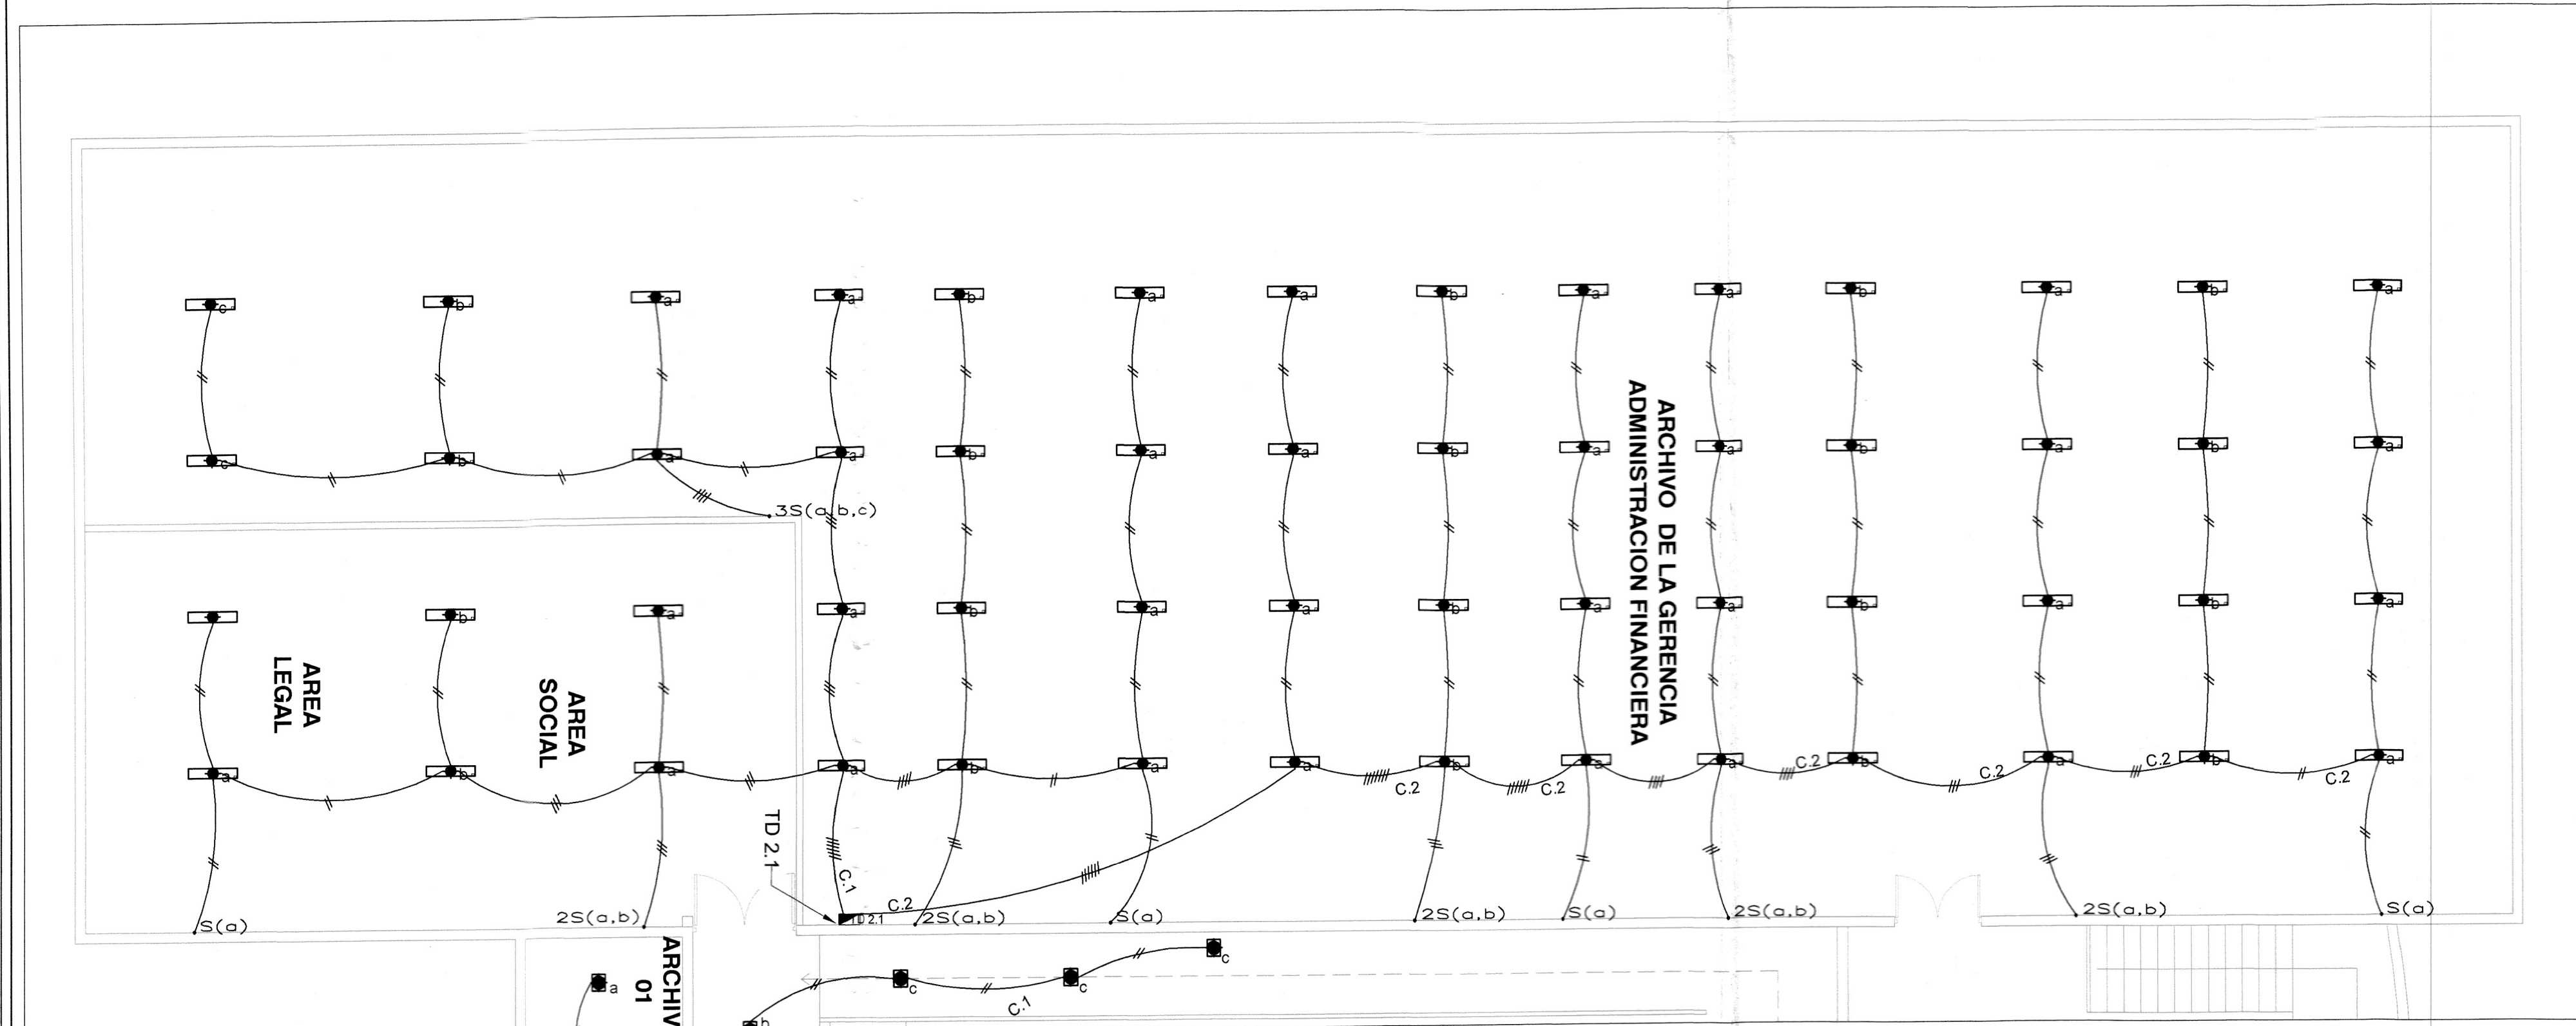 c b a a b a a b a a b a b a
c b a a b a a b a a b a b a
3S(a,b,c)
ARCHIVO DE LA GERENCIA
ADMINISTRACION FINANCIERA
b a a b a a b a a b a b a
AREA
LEGAL
AREA
SOCIAL
a b a a b a a b a a b a b a
C.2
C.2
C.2
C.2
C.2
C.2
C.2
TD 2.1
C.1
C.2
TD 2.1
S(a)
2S(a,b)
2S(a,b)
S(a)
2S(a,b)
S(a)
2S(a,b)
2S(a,b)
S(a)
ARCHIV
01
a
c
c
c
C.1
b